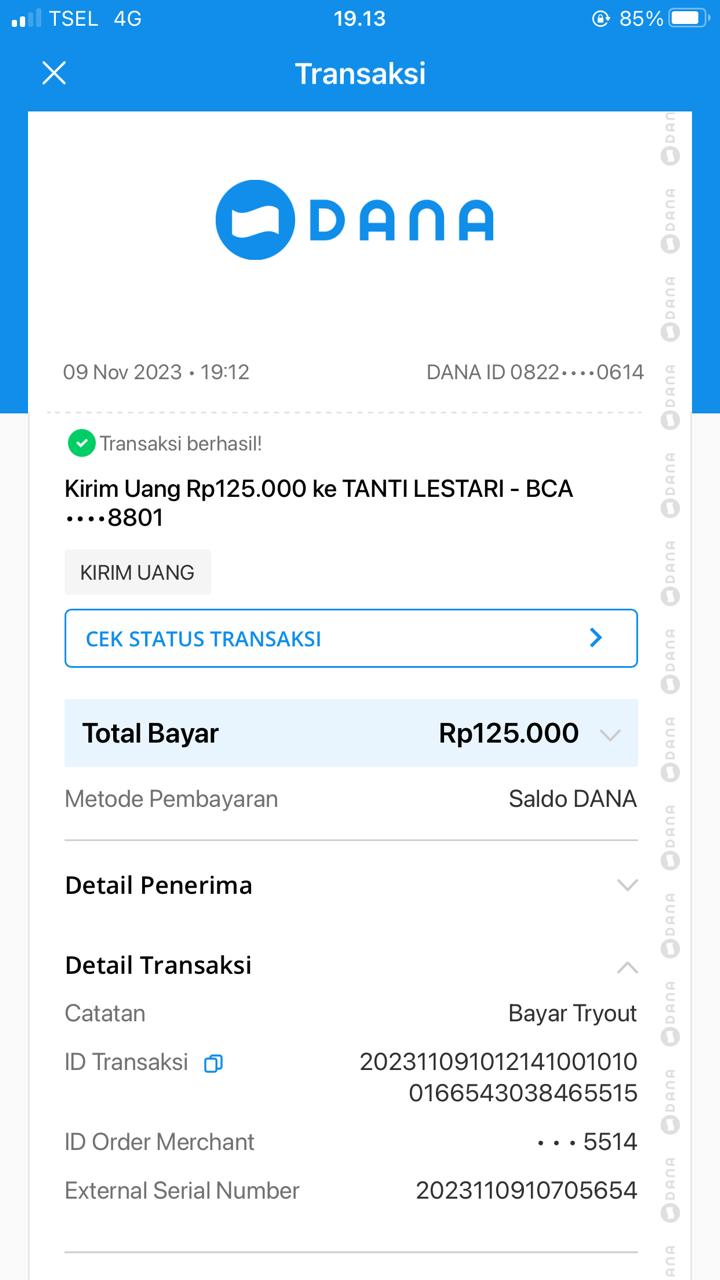 TSEL 4G 19.13 85%
Transaksi
DANA
09 Nov 2023 • 19:12 DANA ID 0822••••0614
Transaksi berhasil!
Kirim Uang Rp125.000 ke TANTI LESTARI - BCA
••••8801
KIRIM UANG
CEK STATUS TRANSAKSI
Total Bayar Rp125.000
Metode Pembayaran Saldo DANA
Detail Penerima
Detail Transaksi
Catatan Bayar Tryout
ID Transaksi 202311091012141001010
0166543038465515
ID Order Merchant • • • 5514
External Serial Number 2023110910705654
DANA
DANA
DANA
DANA
DANA
DANA
DANA
DANA
DANA
DANA
DANA
DANA
DANA
DANA